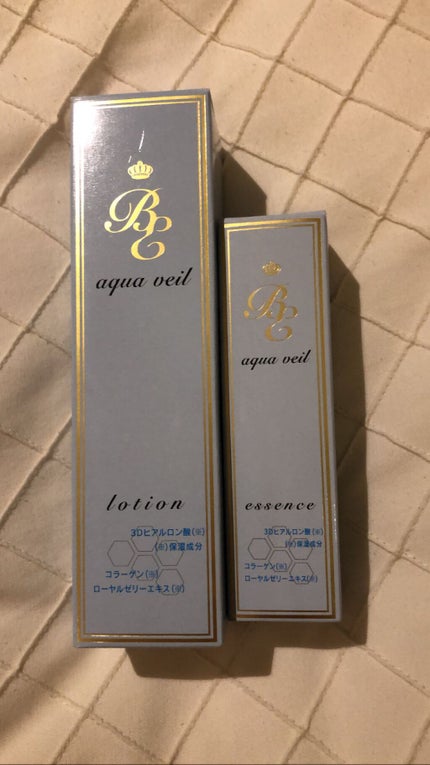 BE
aqua veil
lotion
3Dヒアルロン酸(※)
(※)保湿成分
コラーゲン(※)
ローヤルゼリーエキス(※)
BE
aqua veil
essence
3Dヒアルロン酸(※)
(※)保湿成分
コラーゲン(※)
ローヤルゼリーエキス(※)